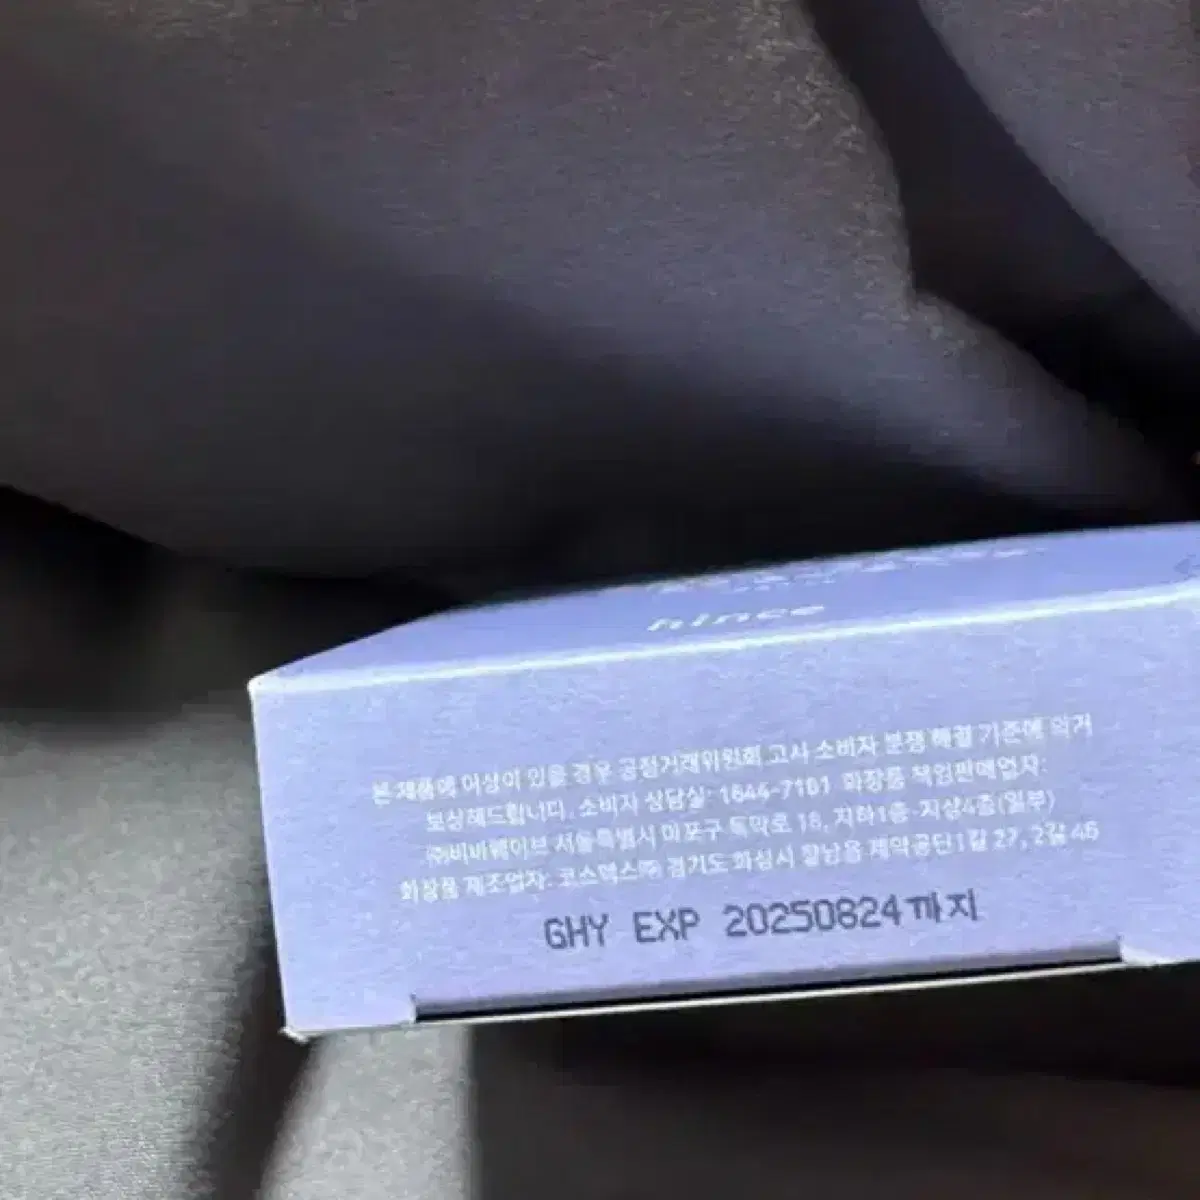 hince
본 제품에 이상이 있을 경우 공정거래위원회 고시 소비자 분쟁 해결 기준에 의거
보상해드립니다. 소비자 상담실: 1644-7101 화장품 책임판매업자:
㈜비바웨이브 서울특별시 마포구 독막로 18, 지하1층-지상4층(일부)
화장품 제조업자: 코스맥스㈜ 경기도 화성시 향남읍 제약공단1길 27, 2길 46
GHY EXP 20250824까지